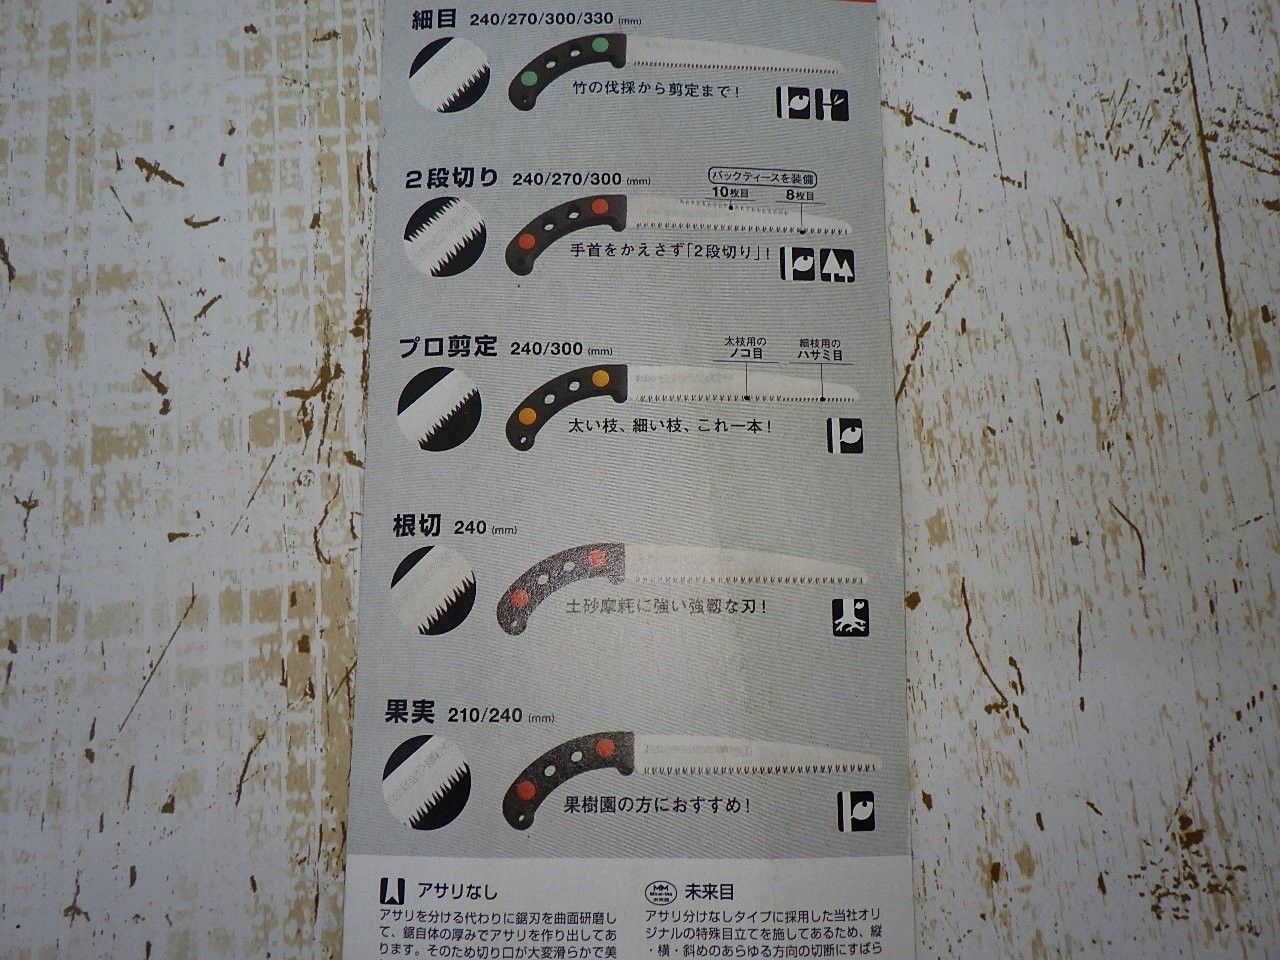 細目 240/270/300/330 (mm)
竹の伐採から剪定まで！
2段切り 240/270/300 (mm)
バックティースを装備
10枚目 8枚目
手首をかえさず「2段切り」！
プロ剪定 240/300 (mm)
太枝用の 細枝用の
ノコ目 ハサミ目
太い枝、細い枝、これ一本！
根切 240 (mm)
土砂摩耗に強い強靱な刃！
果実 210/240 (mm)
果樹園の方におすすめ！
アサリなし
アサリを分ける代わりに鋸刃を曲面研磨し
て、鋸自体の厚みでアサリを作り出してあ
ります。そのため切り口が大変滑らかで美
未来目
アサリ分けなしタイプに採用した当社オリ
ジナルの特殊目立てを施してあるため、縦
・横・斜めのあらゆる方向の切断にすばら